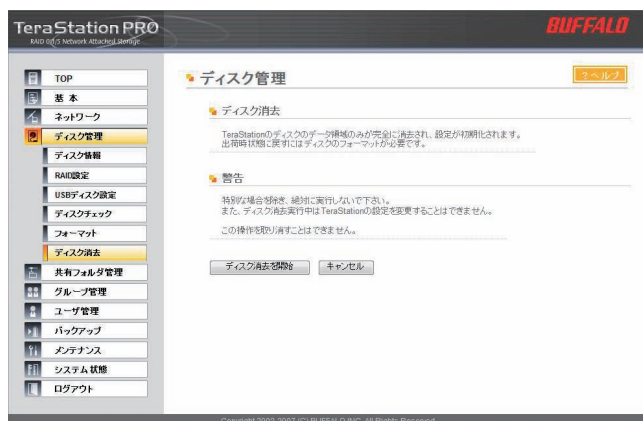 TeraStation PRO
BUFFALO
RAID 0/1/5 Network Attached Storage
TOP
基本
ネットワーク
ディスク管理
ディスク情報
RAID設定
USBディスク設定
ディスクチェック
フォーマット
ディスク消去
共有フォルダ管理
グループ管理
ユーザ管理
バックアップ
メンテナンス
システム状態
ログアウト
ディスク管理
?ヘルプ
ディスク消去
TeraStationのディスクのデータ領域のみが完全に消去され、設定が初期化されます。
出荷時状態に戻すにはディスクのフォーマットが必要です。
警告
特別な場合を除き、絶対に実行しないで下さい。
また、ディスク消去実行中はTeraStationの設定を変更することはできません。
この操作を取り消すことはできません。
ディスク消去を開始
キャンセル
Copyright 2003-2007 (C) BUFFALO INC. All Rights Reserved.